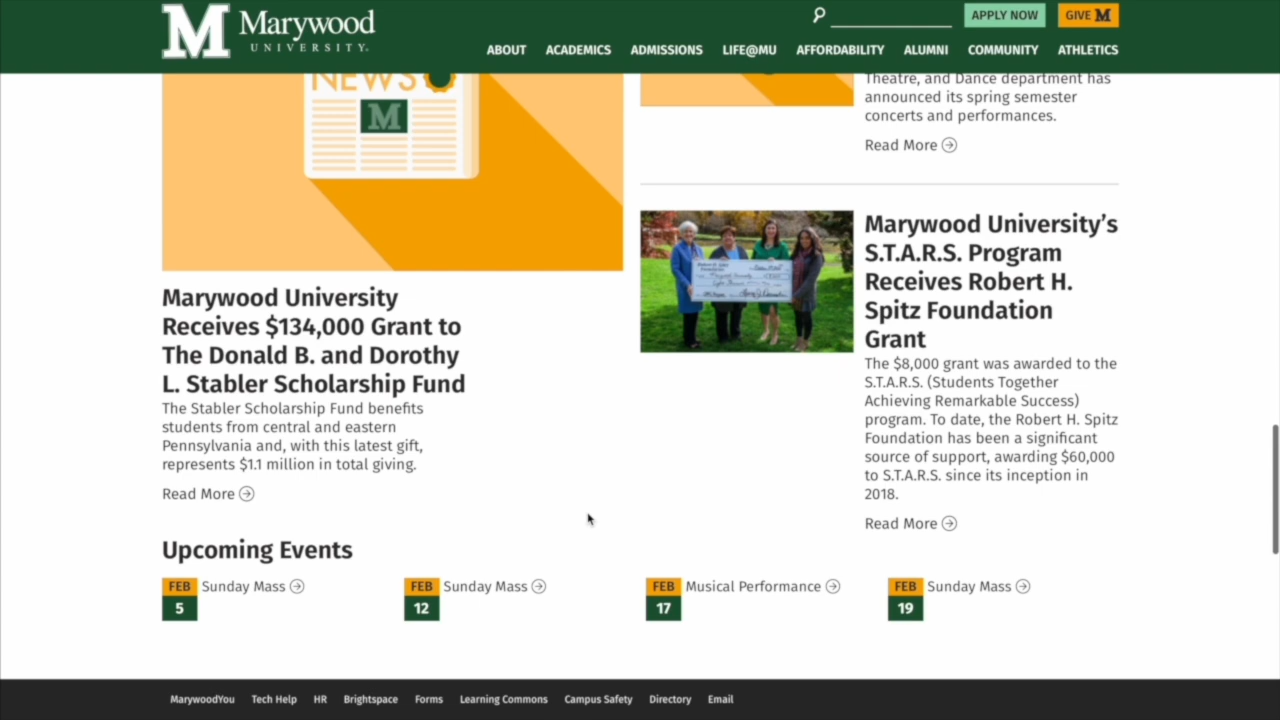 M Marywood
UNIVERSITY.
APPLY NOW
GIVE M
ABOUT ACADEMICS ADMISSIONS LIFE@MU AFFORDABILITY ALUMNI COMMUNITY ATHLETICS
NEWS
M
Theatre, and Dance department has
announced its spring semester
concerts and performances.
Read More
Marywood University
Receives $134,000 Grant to
The Donald B. and Dorothy
L. Stabler Scholarship Fund
The Stabler Scholarship Fund benefits
students from central and eastern
Pennsylvania and, with this latest gift,
represents $1.1 million in total giving.
Read More
Marywood University’s
S.T.A.R.S. Program
Receives Robert H.
Spitz Foundation
Grant
The $8,000 grant was awarded to the
S.T.A.R.S. (Students Together
Achieving Remarkable Success)
program. To date, the Robert H. Spitz
Foundation has been a significant
source of support, awarding $60,000
to S.T.A.R.S. since its inception in
2018.
Read More
Upcoming Events
FEB Sunday Mass
5
FEB Sunday Mass
12
FEB Musical Performance
17
FEB Sunday Mass
19
MarywoodYou Tech Help HR Brightspace Forms Learning Commons Campus Safety Directory Email